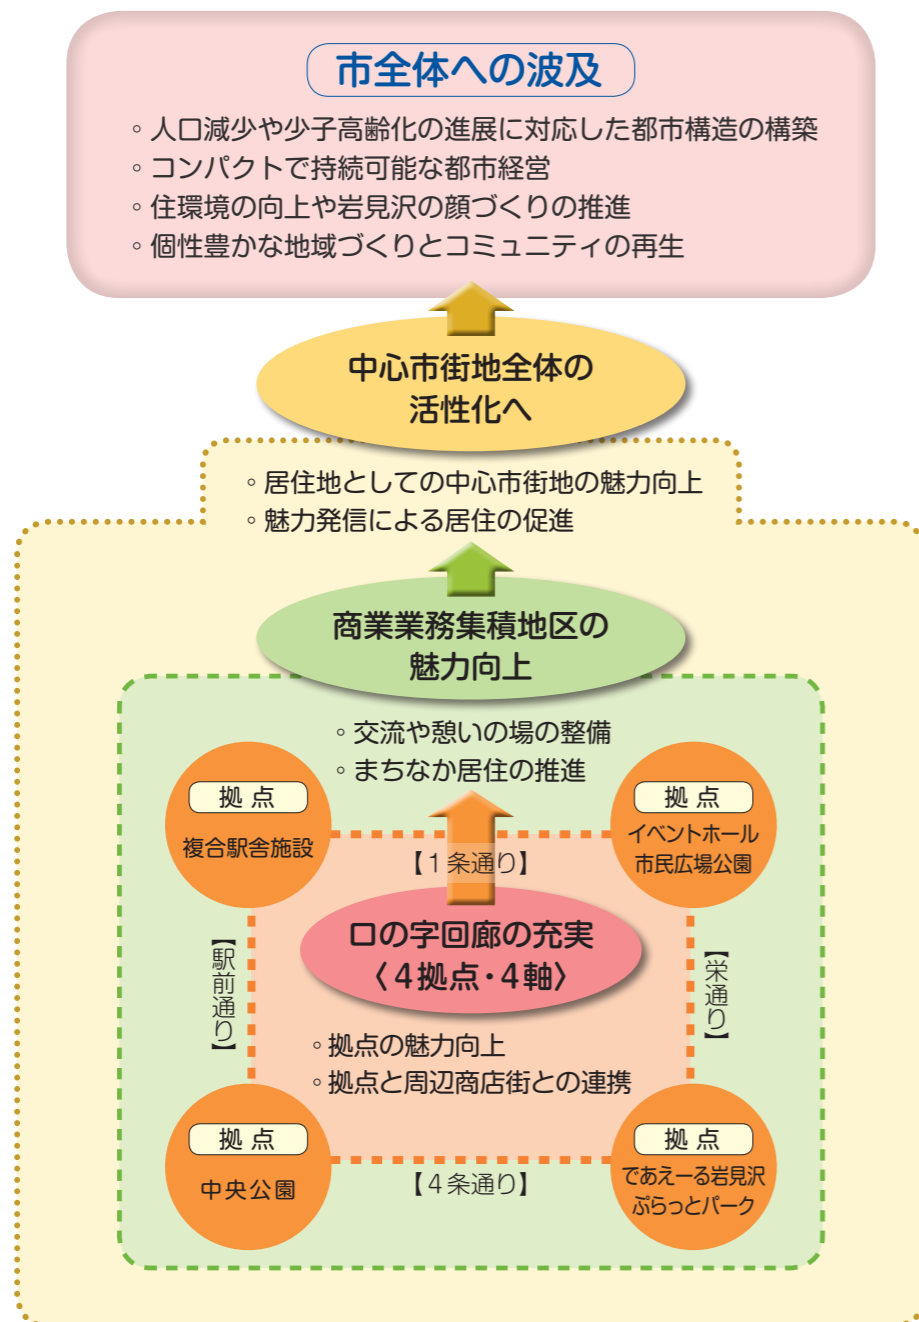 市全体への波及
◦人口減少や少子高齢化の進展に対応した都市構造の構築
◦コンパクトで持続可能な都市経営
◦住環境の向上や岩見沢の顔づくりの推進
◦個性豊かな地域づくりとコミュニティの再生
中心市街地全体の
活性化へ
◦居住地としての中心市街地の魅力向上
◦魅力発信による居住の促進
商業業務集積地区の
魅力向上
◦交流や憩いの場の整備
◦まちなか居住の推進
拠点
複合駅舎施設
拠点
イベントホール
市民広場公園
【1条通り】
ロの字回廊の充実
〈4拠点・4軸〉
【駅前通り】
【栄通り】
◦拠点の魅力向上
◦拠点と周辺商店街との連携
拠点
中央公園
【4条通り】
拠点
であえーる岩見沢
ぷらっとパーク